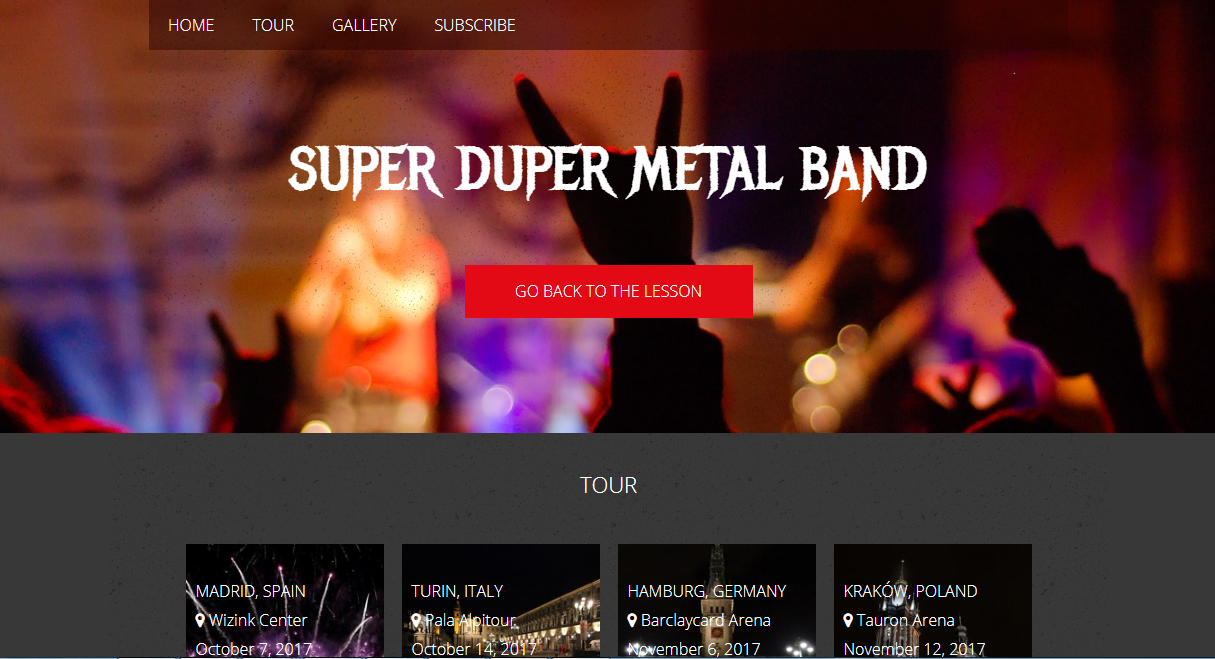 HOME TOUR GALLERY SUBSCRIBE
SUPER DUPER METAL BAND
GO BACK TO THE LESSON
TOUR
MADRID, SPAIN
Wizink Center
October 7, 2017
TURIN, ITALY
Pala Alpitour
October 14, 2017
HAMBURG, GERMANY
Barclaycard Arena
November 6, 2017
KRAKÓW, POLAND
Tauron Arena
November 12, 2017